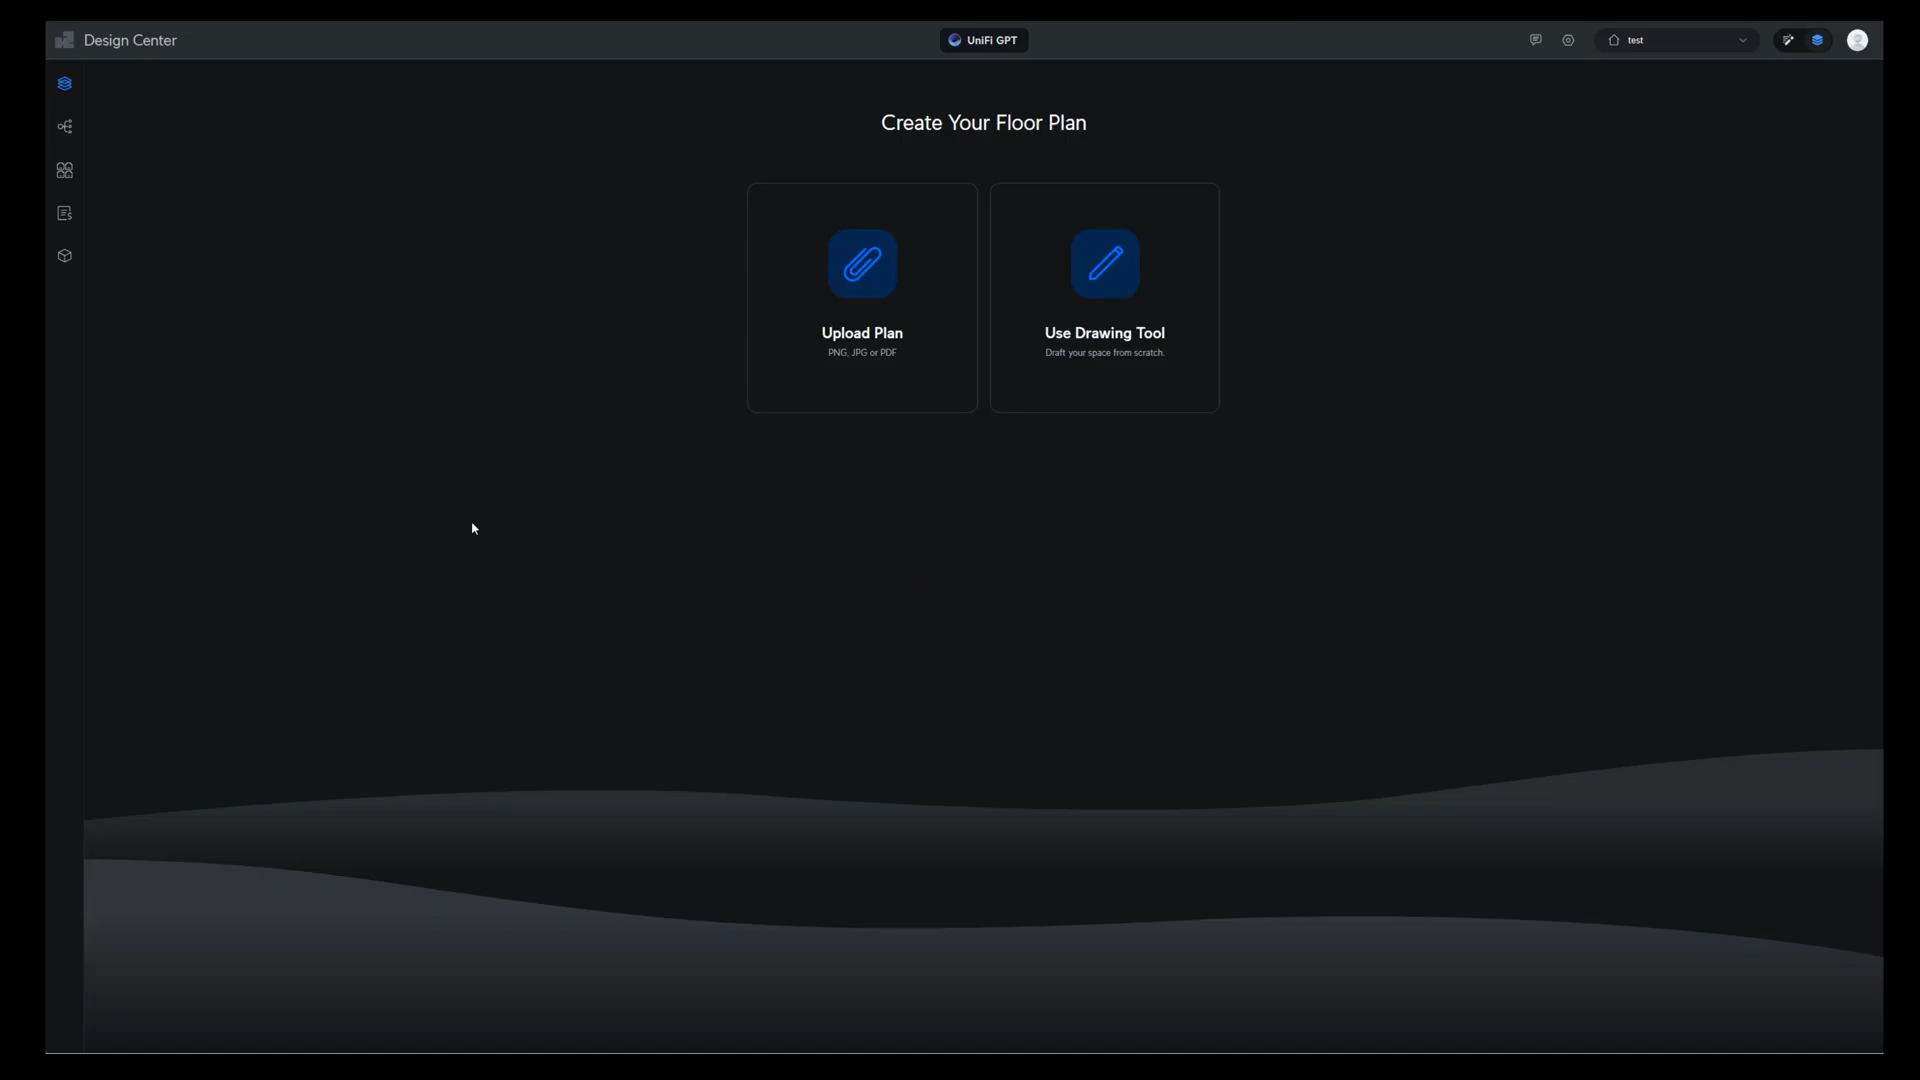 Design Center
UniFi GPT
test
Create Your Floor Plan
Upload Plan
PNG, JPG or PDF
Use Drawing Tool
Draft your space from scratch.